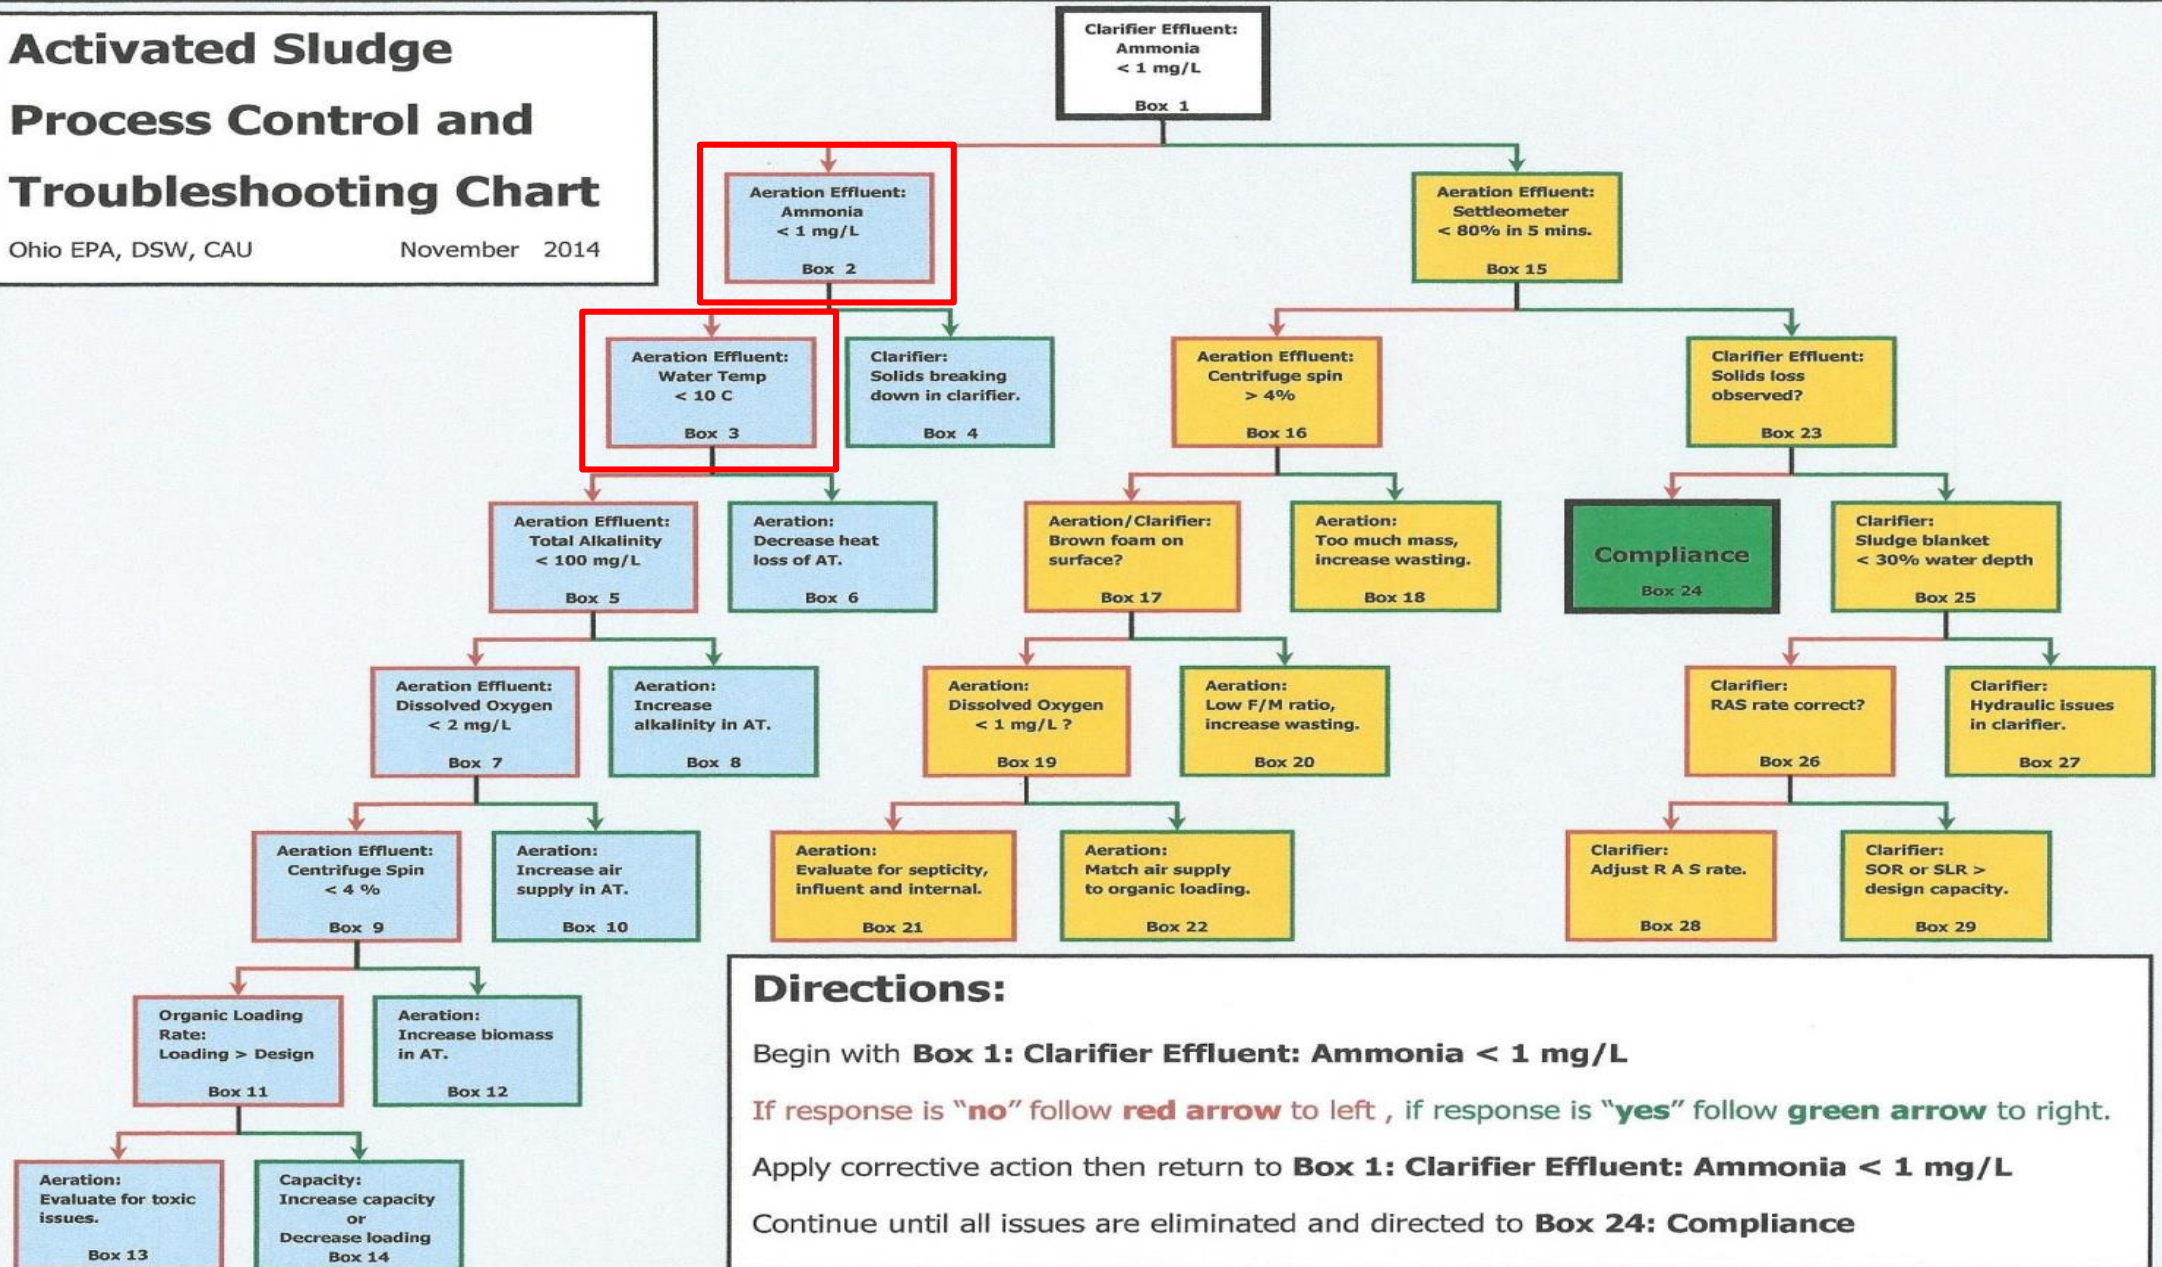 Activated Sludge
Process Control and
Troubleshooting Chart
Ohio EPA, DSW, CAU November 2014
Clarifier Effluent:
Ammonia
< 1 mg/L
Box 1
Aeration Effluent:
Ammonia
< 1 mg/L
Box 2
Aeration Effluent:
Settleometer
< 80% in 5 mins.
Box 15
Aeration Effluent:
Water Temp
< 10 C
Box 3
Clarifier:
Solids breaking
down in clarifier.
Box 4
Aeration Effluent:
Centrifuge spin
> 4%
Box 16
Clarifier Effluent:
Solids loss
observed?
Box 23
Aeration Effluent:
Total Alkalinity
< 100 mg/L
Box 5
Aeration:
Decrease heat
loss of AT.
Box 6
Aeration/Clarifier:
Brown foam on
surface?
Box 17
Aeration:
Too much mass,
increase wasting.
Box 18
Compliance
Box 24
Clarifier:
Sludge blanket
< 30% water depth
Box 25
Aeration Effluent:
Dissolved Oxygen
< 2 mg/L
Box 7
Aeration:
Increase
alkalinity in AT.
Box 8
Aeration:
Dissolved Oxygen
< 1 mg/L ?
Box 19
Aeration:
Low F/M ratio,
increase wasting.
Box 20
Clarifier:
RAS rate correct?
Box 26
Clarifier:
Hydraulic issues
in clarifier.
Box 27
Aeration Effluent:
Centrifuge Spin
< 4 %
Box 9
Aeration:
Increase air
supply in AT.
Box 10
Aeration:
Evaluate for septicity,
influent and internal.
Box 21
Aeration:
Match air supply
to organic loading.
Box 22
Clarifier:
Adjust R A S rate.
Box 28
Clarifier:
SOR or SLR >
design capacity.
Box 29
Organic Loading
Rate:
Loading > Design
Box 11
Aeration:
Increase biomass
in AT.
Box 12
Aeration:
Evaluate for toxic
issues.
Box 13
Capacity:
Increase capacity
or
Decrease loading
Box 14
Directions:
Begin with Box 1: Clarifier Effluent: Ammonia < 1 mg/L
If response is "no" follow red arrow to left , if response is "yes" follow green arrow to right.
Apply corrective action then return to Box 1: Clarifier Effluent: Ammonia < 1 mg/L
Continue until all issues are eliminated and directed to Box 24: Compliance